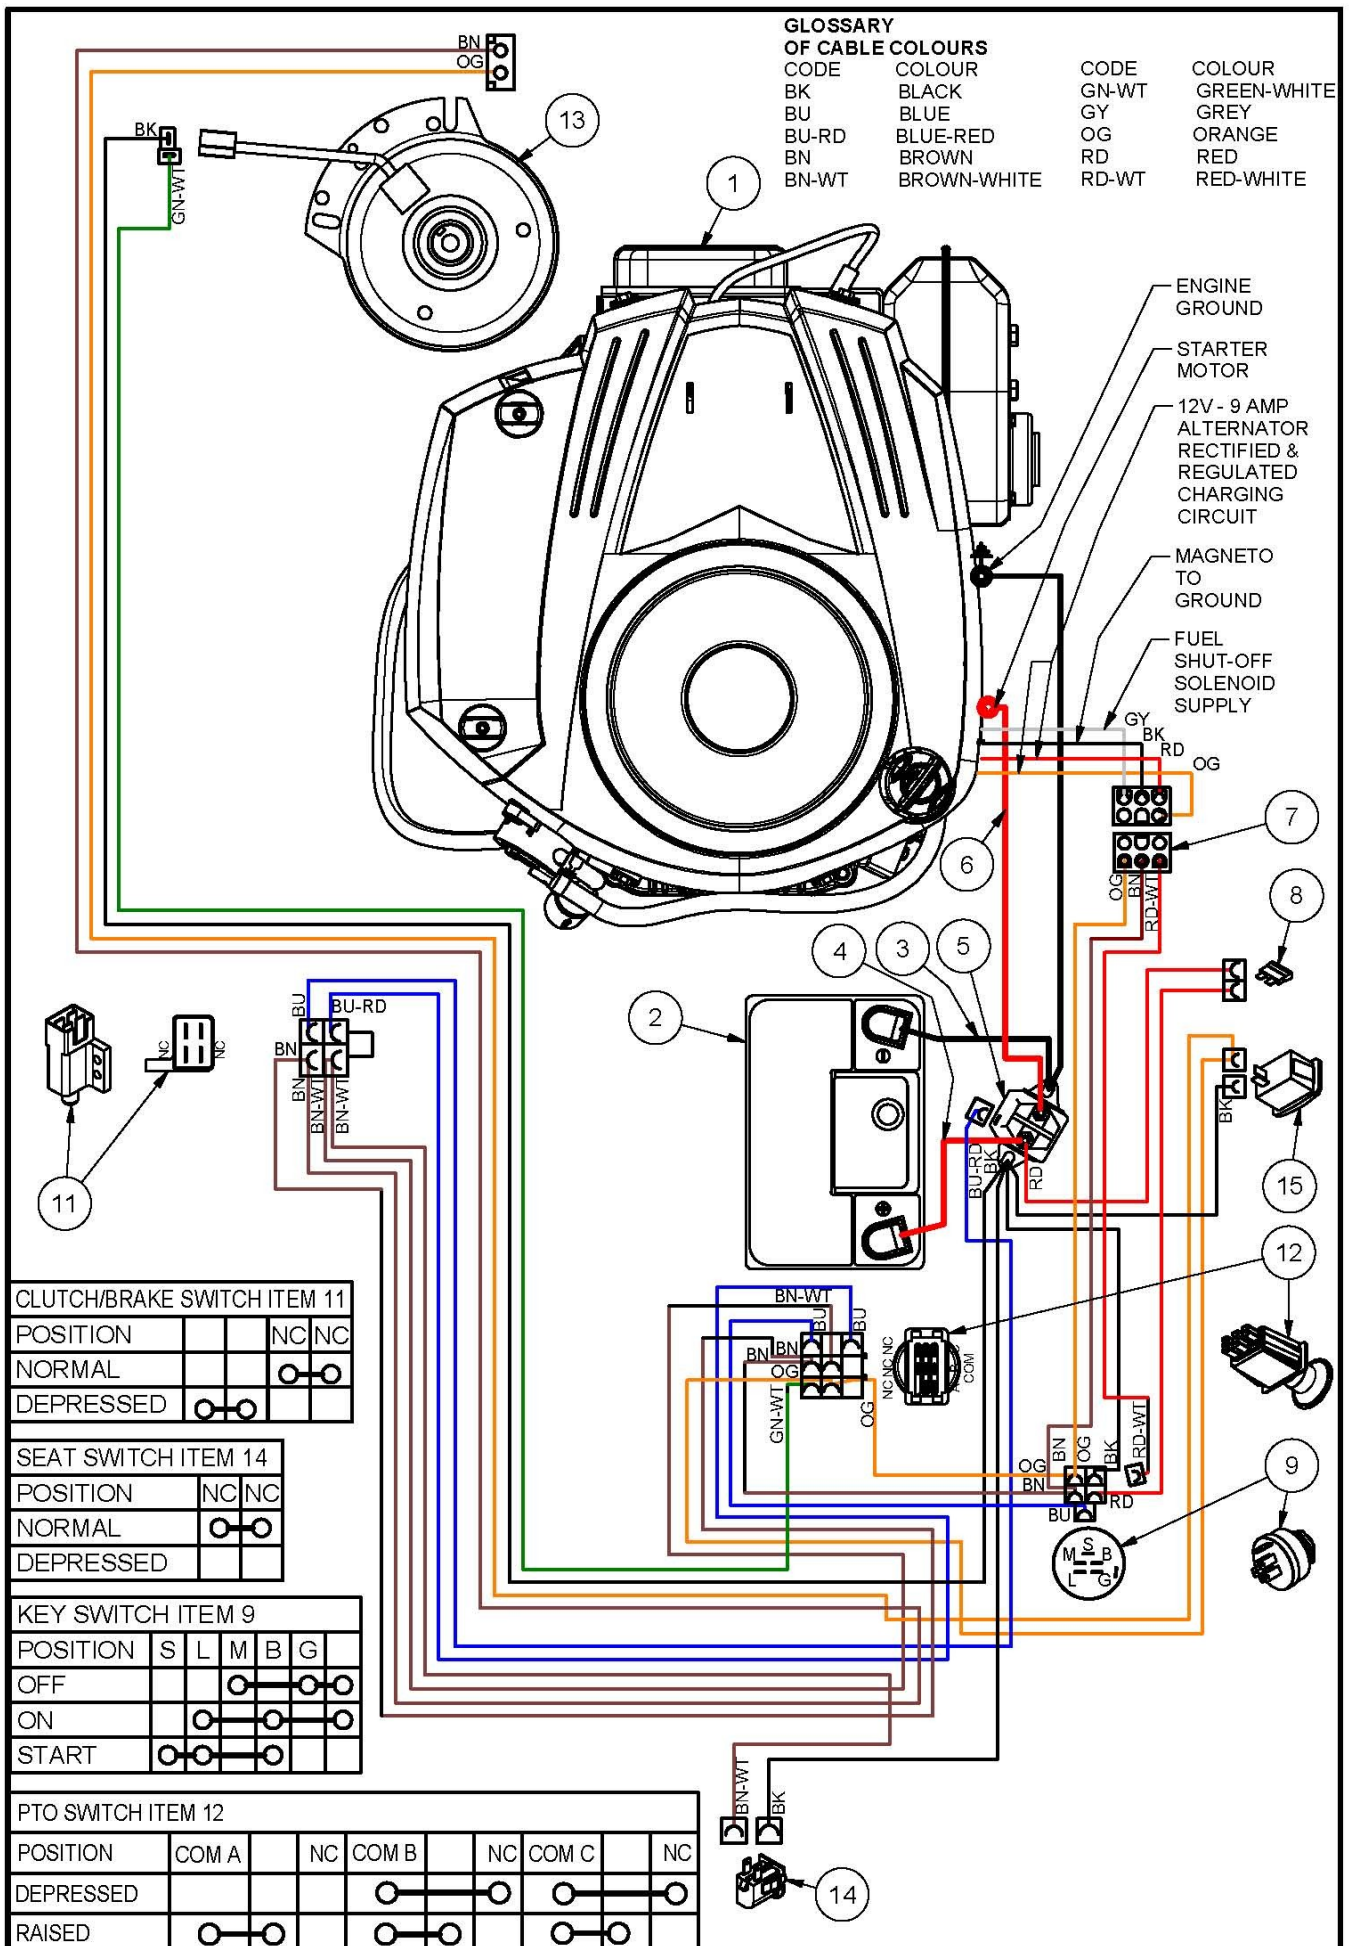 GLOSSARY
OF CABLE COLOURS
CODE COLOUR CODE COLOUR
BK BLACK GN-WT GREEN-WHITE
BU BLUE GY GREY
BU-RD BLUE-RED OG ORANGE
BN BROWN RD RED
BN-WT BROWN-WHITE RD-WT RED-WHITE
BN
OG
BK
GN-WT
13
1
ENGINE
GROUND
STARTER
MOTOR
12V - 9 AMP
ALTERNATOR
RECTIFIED &
REGULATED
CHARGING
CIRCUIT
MAGNETO
TO
GROUND
FUEL
SHUT-OFF
SOLENOID
SUPPLY
GY
BK
RD
OG
7
6
OG
BN
RD-WT
8
4
3
5
2
BU
BU-RD
BN
BN
BN-WT
BN-WT
NC
NC
11
BU-RD
BK
RD
BK
15
12
BN-WT
BU
BU
BN
BN
OG
GN-WT
OG
NC NC NC
COM
BN
OG
BK
RD-WT
OG
BN
RD
BU
9
M S B
L G
CLUTCH/BRAKE SWITCH ITEM 11
POSITION NC NC
NORMAL
DEPRESSED
SEAT SWITCH ITEM 14
POSITION NC NC
NORMAL
DEPRESSED
KEY SWITCH ITEM 9
POSITION S L M B G
OFF
ON
START
BN-WT
BK
14
PTO SWITCH ITEM 12
POSITION COM A NC COM B NC COM C NC
DEPRESSED
RAISED